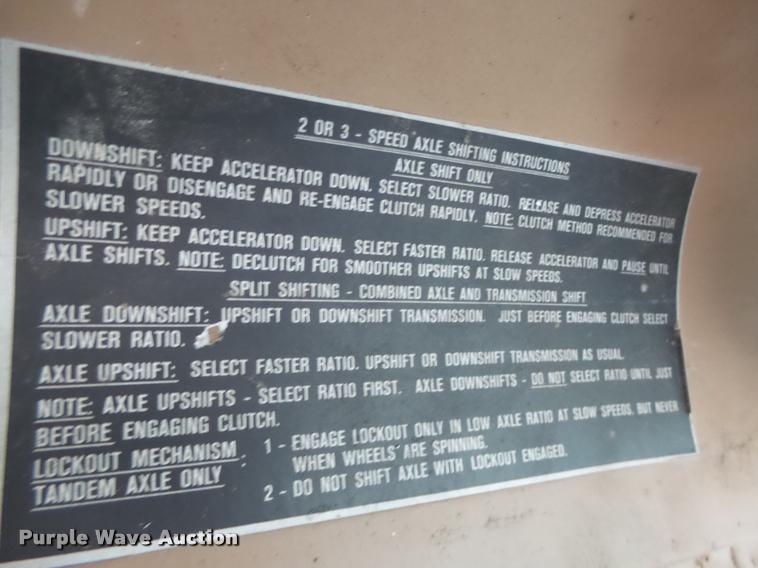 2 OR 3 - SPEED AXLE SHIFTING INSTRUCTIONS
AXLE SHIFT ONLY
DOWNSHIFT: KEEP ACCELERATOR DOWN. SELECT SLOWER RATIO. RELEASE AND DEPRESS ACCELERATOR
RAPIDLY OR DISENGAGE AND RE-ENGAGE CLUTCH RAPIDLY. NOTE: CLUTCH METHOD RECOMMENDED FOR
SLOWER SPEEDS.
UPSHIFT: KEEP ACCELERATOR DOWN. SELECT FASTER RATIO. RELEASE ACCELERATOR AND PAUSE UNTIL
AXLE SHIFTS. NOTE: DECLUTCH FOR SMOOTHER UPSHIFTS AT SLOW SPEEDS.
SPLIT SHIFTING - COMBINED AXLE AND TRANSMISSION SHIFT
AXLE DOWNSHIFT: UPSHIFT OR DOWNSHIFT TRANSMISSION. JUST BEFORE ENGAGING CLUTCH SELECT
SLOWER RATIO.
AXLE UPSHIFT: SELECT FASTER RATIO. UPSHIFT OR DOWNSHIFT TRANSMISSION AS USUAL.
NOTE: AXLE UPSHIFTS - SELECT RATIO FIRST. AXLE DOWNSHIFTS - DO NOT SELECT RATIO UNTIL JUST
BEFORE ENGAGING CLUTCH.
LOCKOUT MECHANISM : 1 - ENGAGE LOCKOUT ONLY IN LOW AXLE RATIO AT SLOW SPEEDS. BUT NEVER
WHEN WHEELS ARE SPINNING.
TANDEM AXLE ONLY 2 - DO NOT SHIFT AXLE WITH LOCKOUT ENGAGED.
Purple Wave Auction